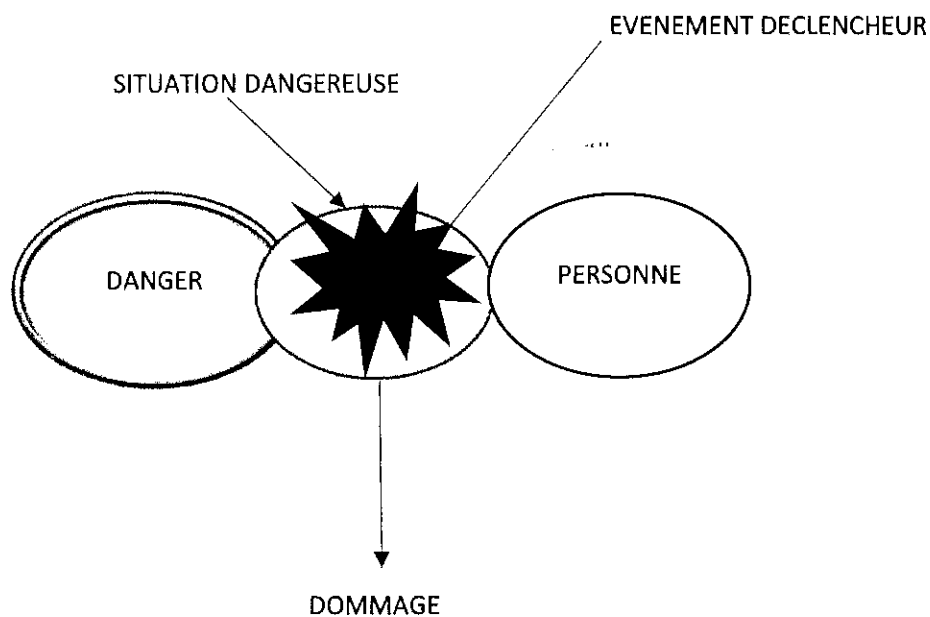 EVENEMENT DECLENCHEUR
SITUATION DANGEREUSE
DANGER
PERSONNE
DOMMAGE